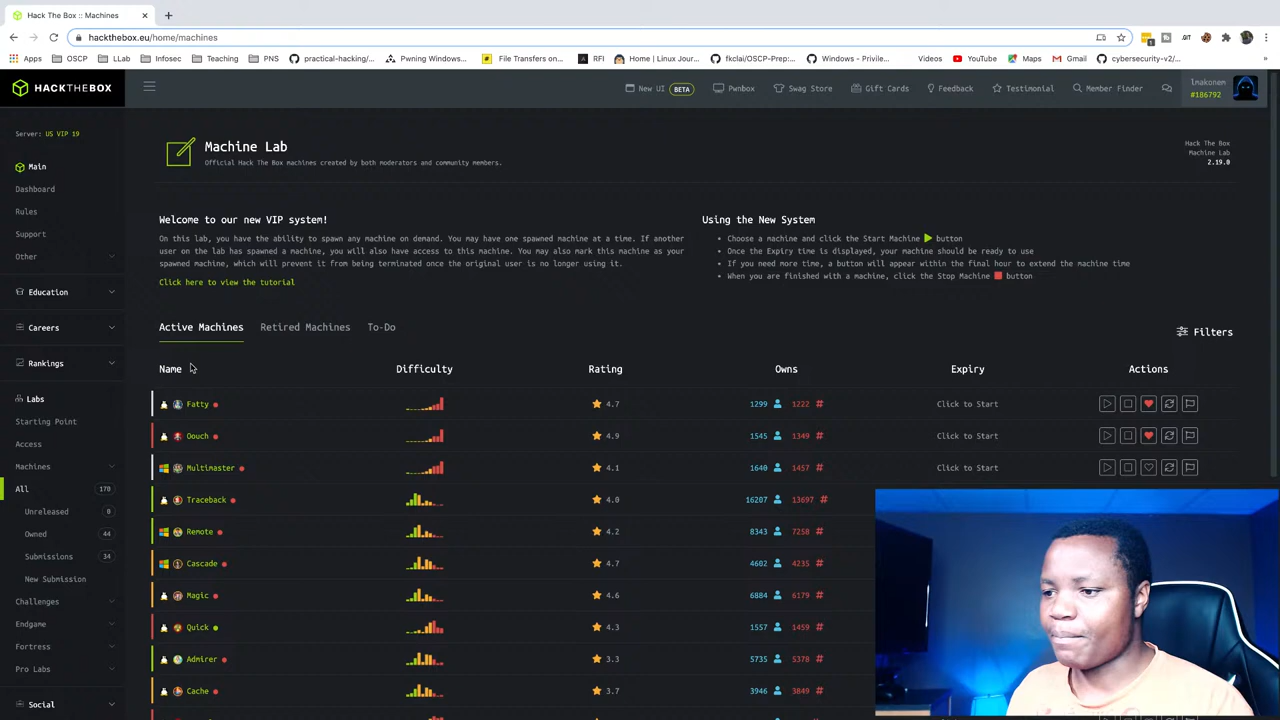 Hack The Box :: Machines
hackthebox.eu/home/machines
Apps OSCP LLab Infosec Teaching PNS practical-hacking/... Pwning Windows... File Transfers on... RFI Home | Linux Jour... fkclai/OSCP-Prep:... Windows - Privile... Videos YouTube Maps Gmail cybersecurity-v2/... »
HACKTHEBOX
New UI BETA Pwnbox Swag Store Gift Cards Feedback Testimonial Member Finder
lmakonem
#186792
Server: US VIP 19
Main
Dashboard
Rules
Support
Other
Education
Careers
Rankings
Labs
Starting Point
Access
Machines
All 170
Unreleased 0
Owned 44
Submissions 34
New Submission
Challenges
Endgame
Fortress
Pro Labs
Social
Machine Lab
Official Hack The Box machines created by both moderators and community members.
Hack The Box
Machine Lab
2.19.0
Welcome to our new VIP system!
On this lab, you have the ability to spawn any machine on demand. You may have one spawned machine at a time. If another
user on the lab has spawned a machine, you will also have access to this machine. You may also mark this machine as your
spawned machine, which will prevent it from being terminated once the original user is no longer using it.
Click here to view the tutorial
Using the New System
Choose a machine and click the Start Machine button
Once the Expiry time is displayed, your machine should be ready to use
If you need more time, a button will appear within the final hour to extend the machine time
When you are finished with a machine, click the Stop Machine button
Active Machines Retired Machines To-Do
Filters
Name Difficulty Rating Owns Expiry Actions
Fatty 4.7 1299 1222 # Click to Start
Oouch 4.9 1545 1349 # Click to Start
Multimaster 4.1 1640 1457 # Click to Start
Traceback 4.0 16207 13697 #
Remote 4.2 8343 7258 #
Cascade 4.7 4602 4235 #
Magic 4.6 6884 6179 #
Quick 4.3 1557 1459 #
Admirer 3.3 5735 5378 #
Cache 3.7 3946 3849 #